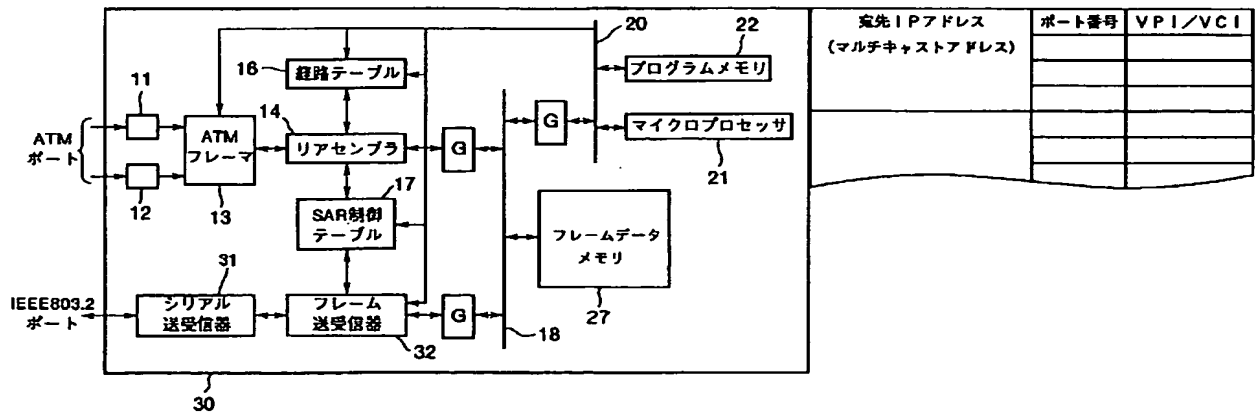 20
22
プログラムメモリ
16
経路テーブル
11
14
ATM
ポート
ATM
フレーマ
リアセンブラ
G
G
マイクロプロセッサ
21
12
13
17
SAR制御
テーブル
フレームデータ
メモリ
27
31
IEEE803.2
ポート
シリアル
送受信器
フレーム
送受信器
G
18
32
30
宛先IPアドレス
(マルチキャストアドレス)
ポート番号
VPI/VCI